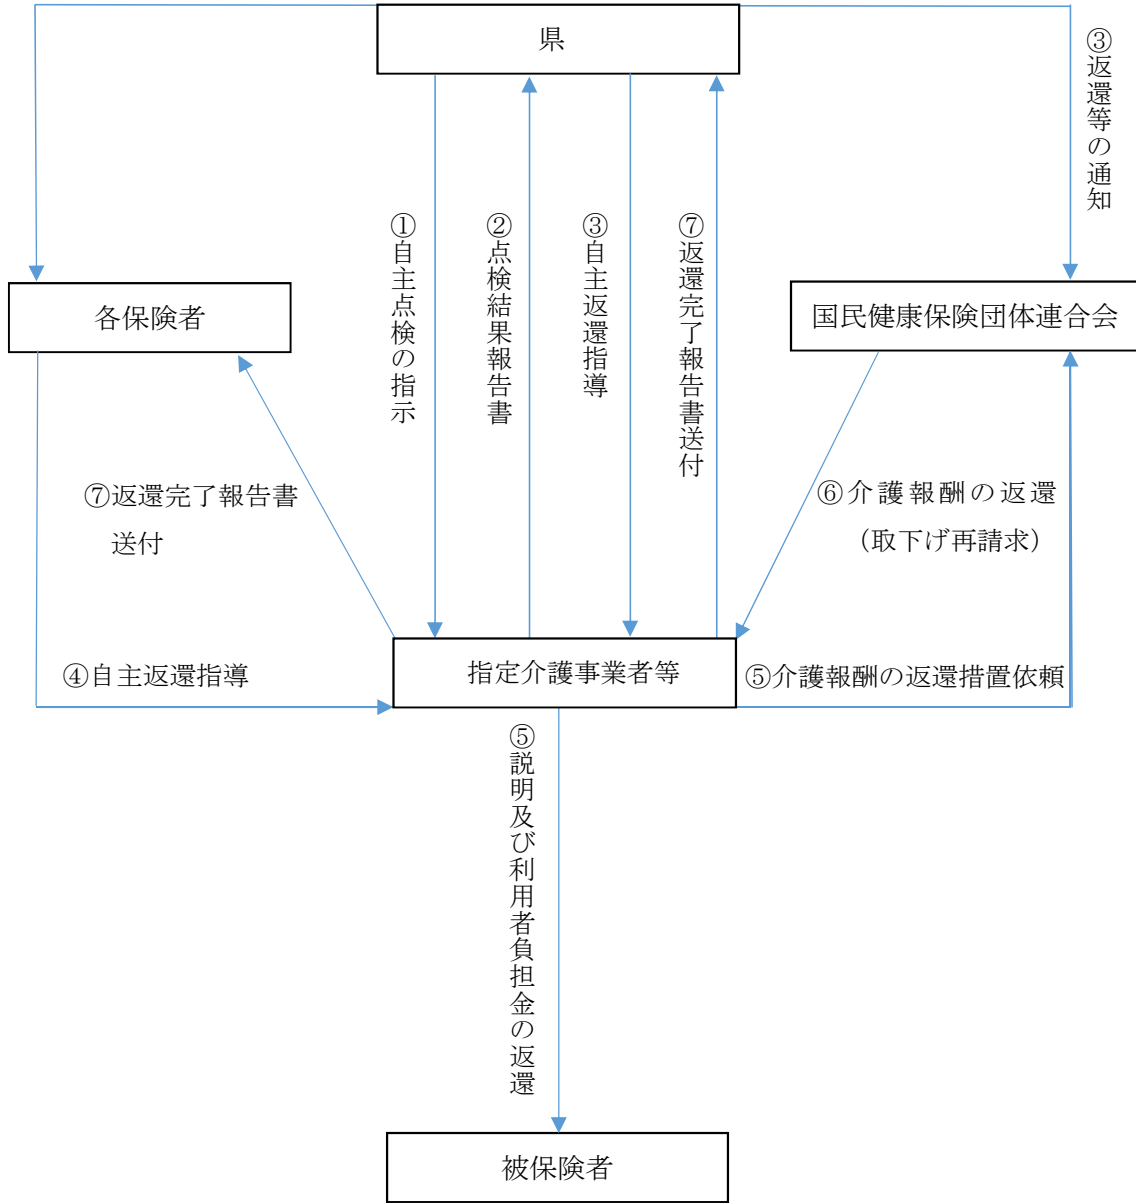 県
③返還等の通知
①自主点検の指示
②点検結果報告書
③自主返還指導
⑦返還完了報告書送付
各保険者
国民健康保険団体連合会
⑦返還完了報告書
送付
⑥介護報酬の返還
（取下げ再請求）
④自主返還指導
指定介護事業者等
⑤介護報酬の返還措置依頼
⑤説明及び利用者負担金の返還
被保険者